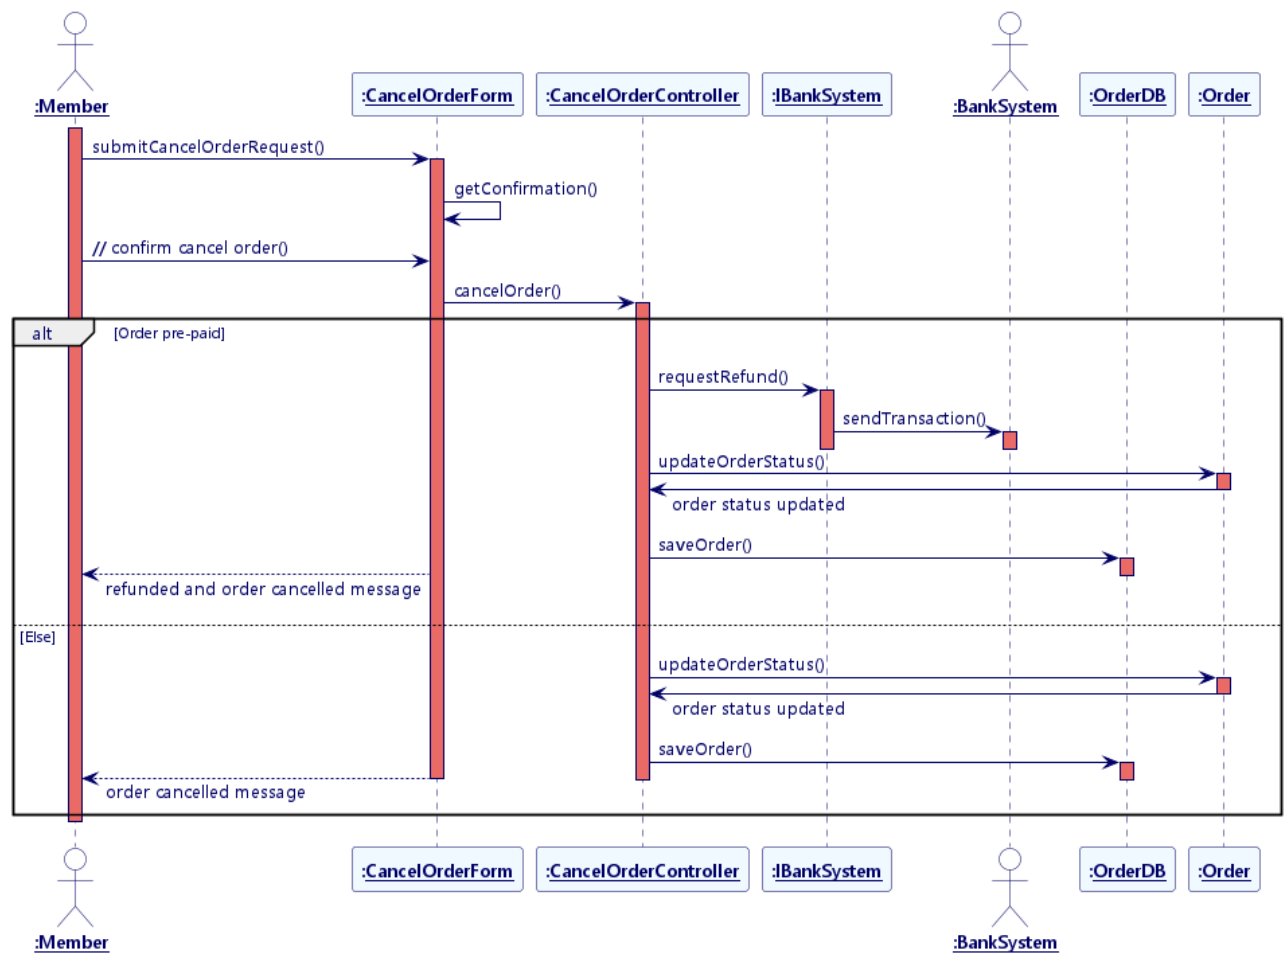 :Member
:CancelOrderForm
:CancelOrderController
:IBankSystem
:BankSystem
:OrderDB
:Order
submitCancelOrderRequest()
getConfirmation()
// confirm cancel order()
cancelOrder()
alt
[Order pre-paid]
requestRefund()
sendTransaction()
updateOrderStatus()
order status updated
saveOrder()
refunded and order cancelled message
[Else]
updateOrderStatus()
order status updated
saveOrder()
order cancelled message
:Member
:CancelOrderForm
:CancelOrderController
:IBankSystem
:BankSystem
:OrderDB
:Order